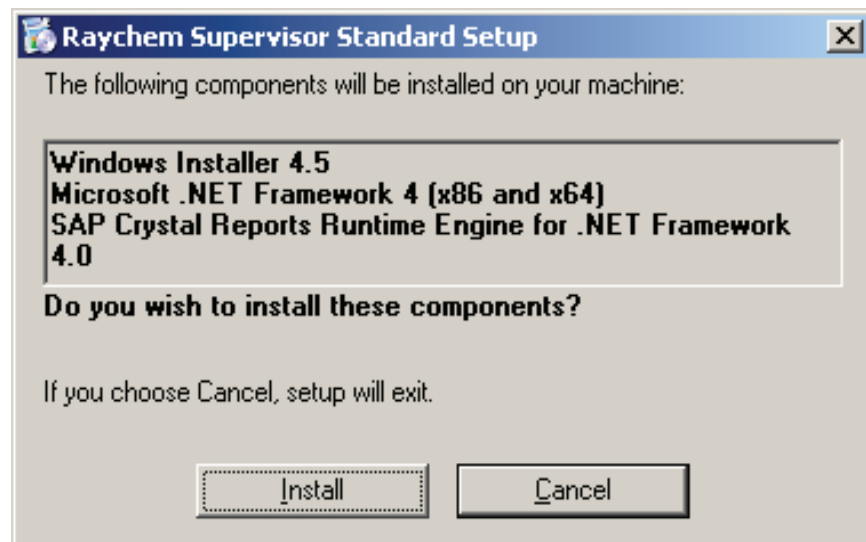 Raychem Supervisor Standard Setup
The following components will be installed on your machine:
Windows Installer 4.5
Microsoft .NET Framework 4 (x86 and x64)
SAP Crystal Reports Runtime Engine for .NET Framework
4.0
Do you wish to install these components?
If you choose Cancel, setup will exit.
Install
Cancel